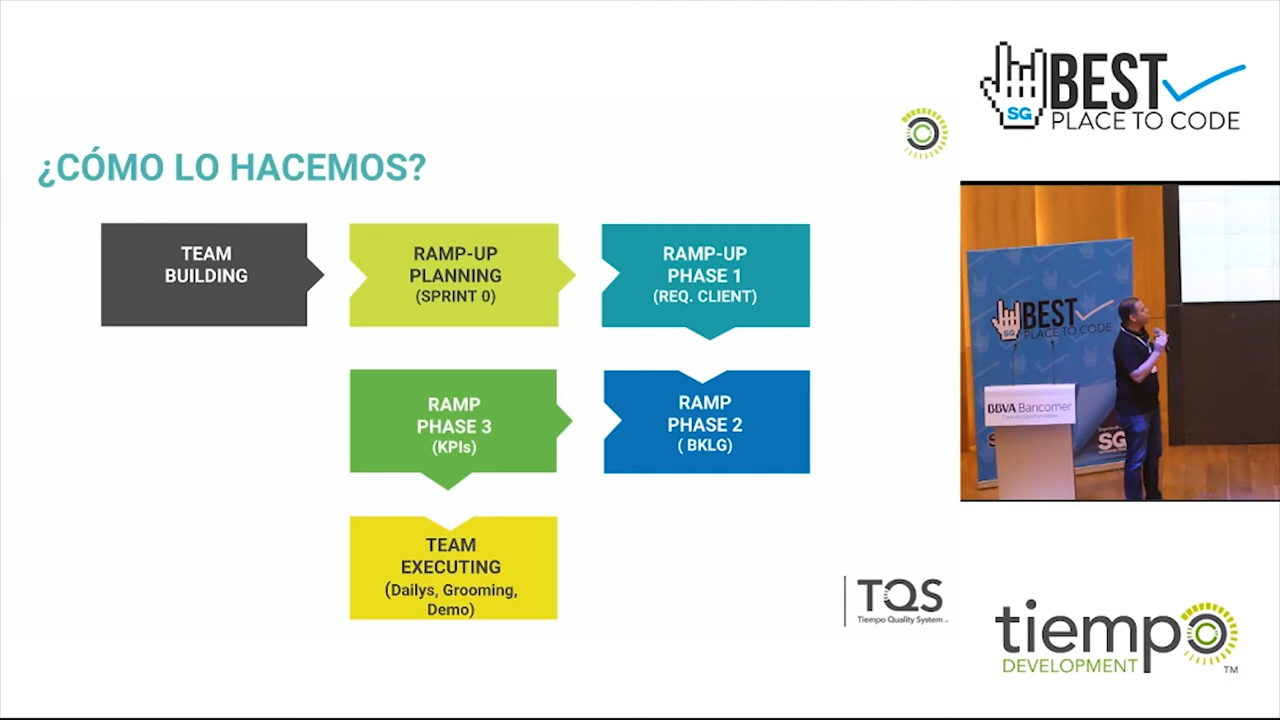 ¿CÓMO LO HACEMOS?
TEAM
BUILDING
RAMP-UP
PLANNING
(SPRINT 0)
RAMP-UP
PHASE 1
(REQ. CLIENT)
RAMP
PHASE 3
(KPIs)
RAMP
PHASE 2
( BKLG)
TEAM
EXECUTING
(Dailys, Grooming,
Demo)
TQS
Tiempo Quality System
SG
BEST
PLACE TO CODE
SG
BEST
PLACE TO CODE
BBVA Bancomer
SG
tiempo
DEVELOPMENT
TM